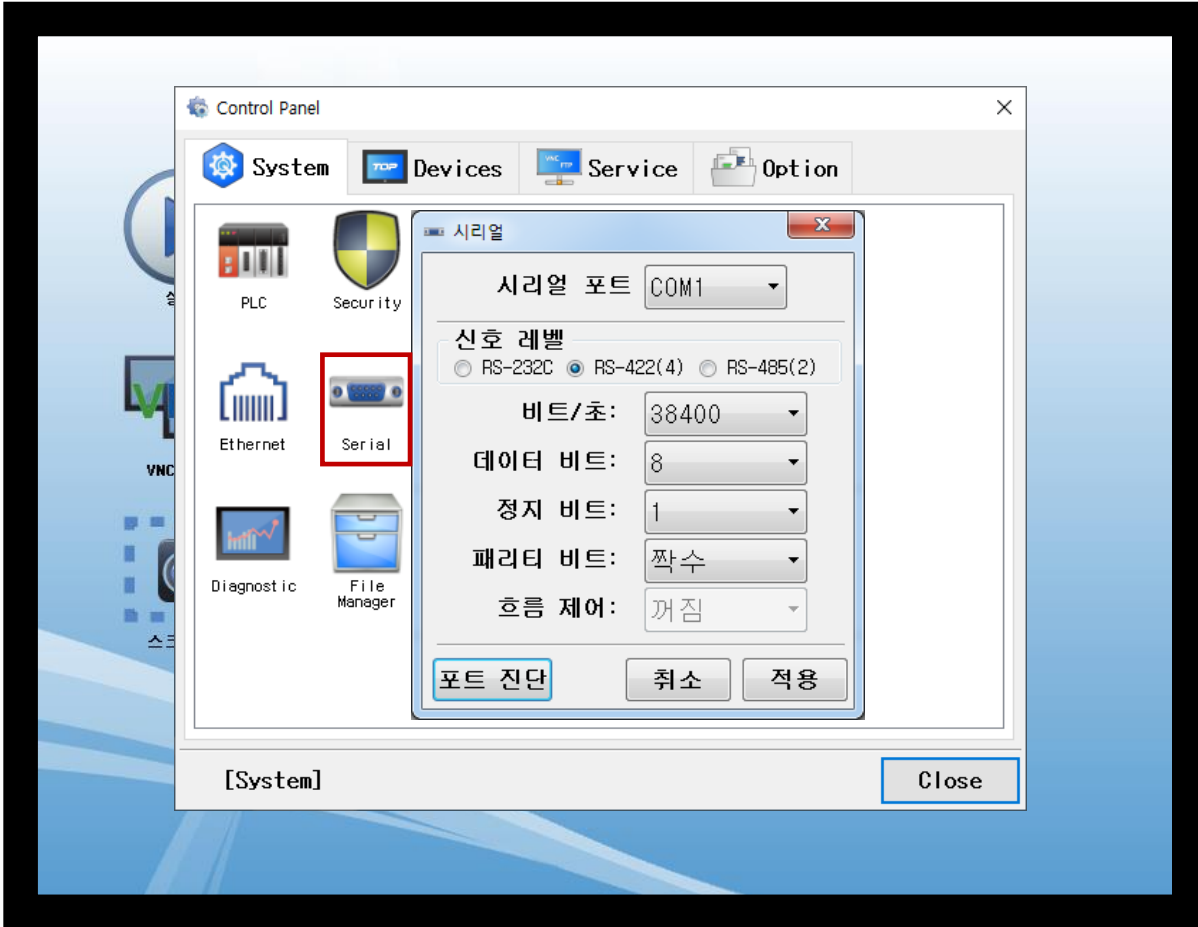 Control Panel
System
TOP
Devices
VNC
FTP
Service
Option
PLC
Security
Ethernet
Serial
Diagnostic
File
Manager
시리얼
시리얼 포트 COM1
신호 레벨
RS-232C RS-422(4) RS-485(2)
비트/초: 38400
데이터 비트: 8
정지 비트: 1
패리티 비트: 짝수
흐름 제어: 꺼짐
포트 진단 취소 적용
VNC
[System] Close